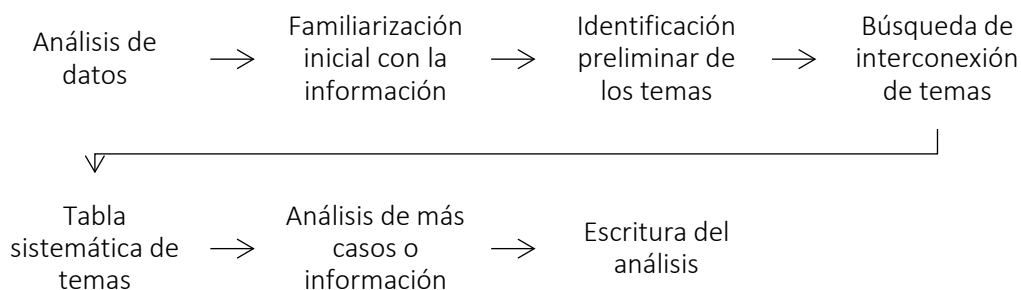 Análisis de
datos
Familiarización
inicial con la
información
Identificación
preliminar de
los temas
Búsqueda de
interconexión
de temas
Tabla
sistemática de
temas
Análisis de más
casos o
información
Escritura del
análisis